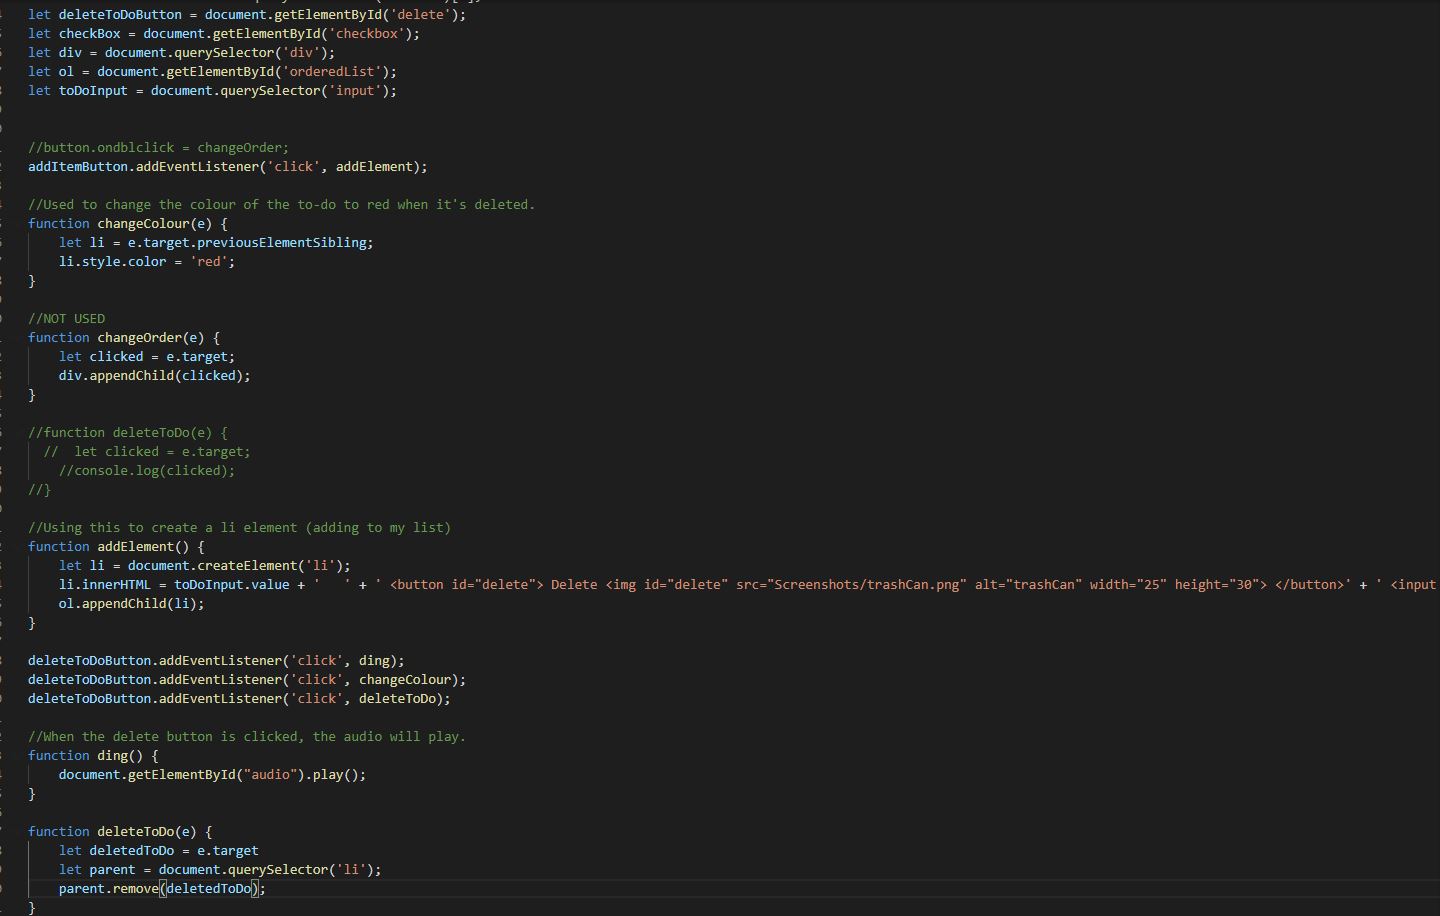 let deleteToDoButton = document.getElementById('delete');
let checkBox = document.getElementById('checkbox');
let div = document.querySelector('div');
let ol = document.getElementById('orderedList');
let toDoInput = document.querySelector('input');
//button.ondblclick = changeOrder;
addItemButton.addEventListener('click', addElement);
//Used to change the colour of the to-do to red when it's deleted.
function changeColour(e) {
let li = e.target.previousElementSibling;
li.style.color = 'red';
}
//NOT USED
function changeOrder(e) {
let clicked = e.target;
div.appendChild(clicked);
}
//function deleteToDo(e) {
//  let clicked = e.target;
//console.log(clicked);
//}
//Using this to create a li element (adding to my list)
function addElement() {
let li = document.createElement('li');
li.innerHTML = toDoInput.value + '   ' + ' <button id="delete"> Delete <img id="delete" src="Screenshots/trashCan.png" alt="trashCan" width="25" height="30"> </button>' + ' <input
ol.appendChild(li);
}
deleteToDoButton.addEventListener('click', ding);
deleteToDoButton.addEventListener('click', changeColour);
deleteToDoButton.addEventListener('click', deleteToDo);
//When the delete button is clicked, the audio will play.
function ding() {
document.getElementById("audio").play();
}
function deleteToDo(e) {
let deletedToDo = e.target
let parent = document.querySelector('li');
parent.remove(deletedToDo);
}